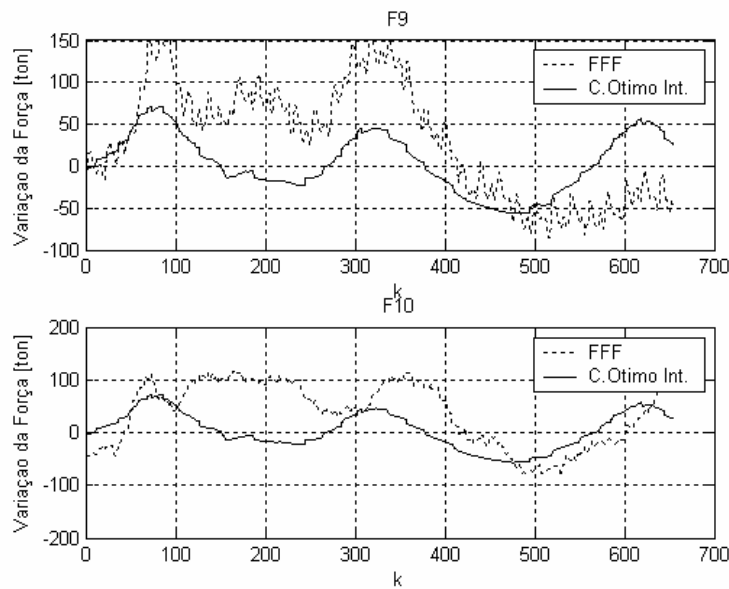 F9
Variaçao da Força [ton]
150
100
50
0
-50
-100
FFF
C.Otimo Int.
0 100 200 300 400 500 600 700
k
F10
Variaçao da Força [ton]
200
100
0
-100
-200
FFF
C.Otimo Int.
0 100 200 300 400 500 600 700
k